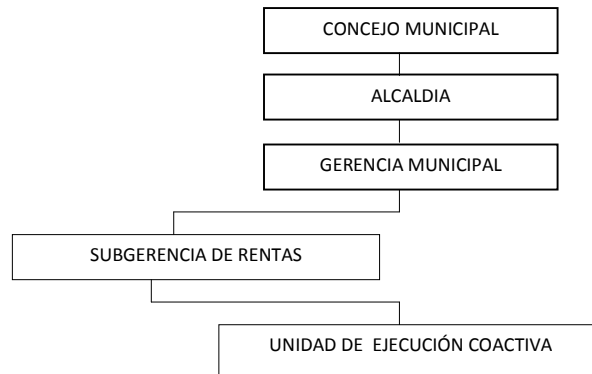 CONCEJO MUNICIPAL
ALCALDIA
GERENCIA MUNICIPAL
SUBGERENCIA DE RENTAS
UNIDAD DE EJECUCIÓN COACTIVA